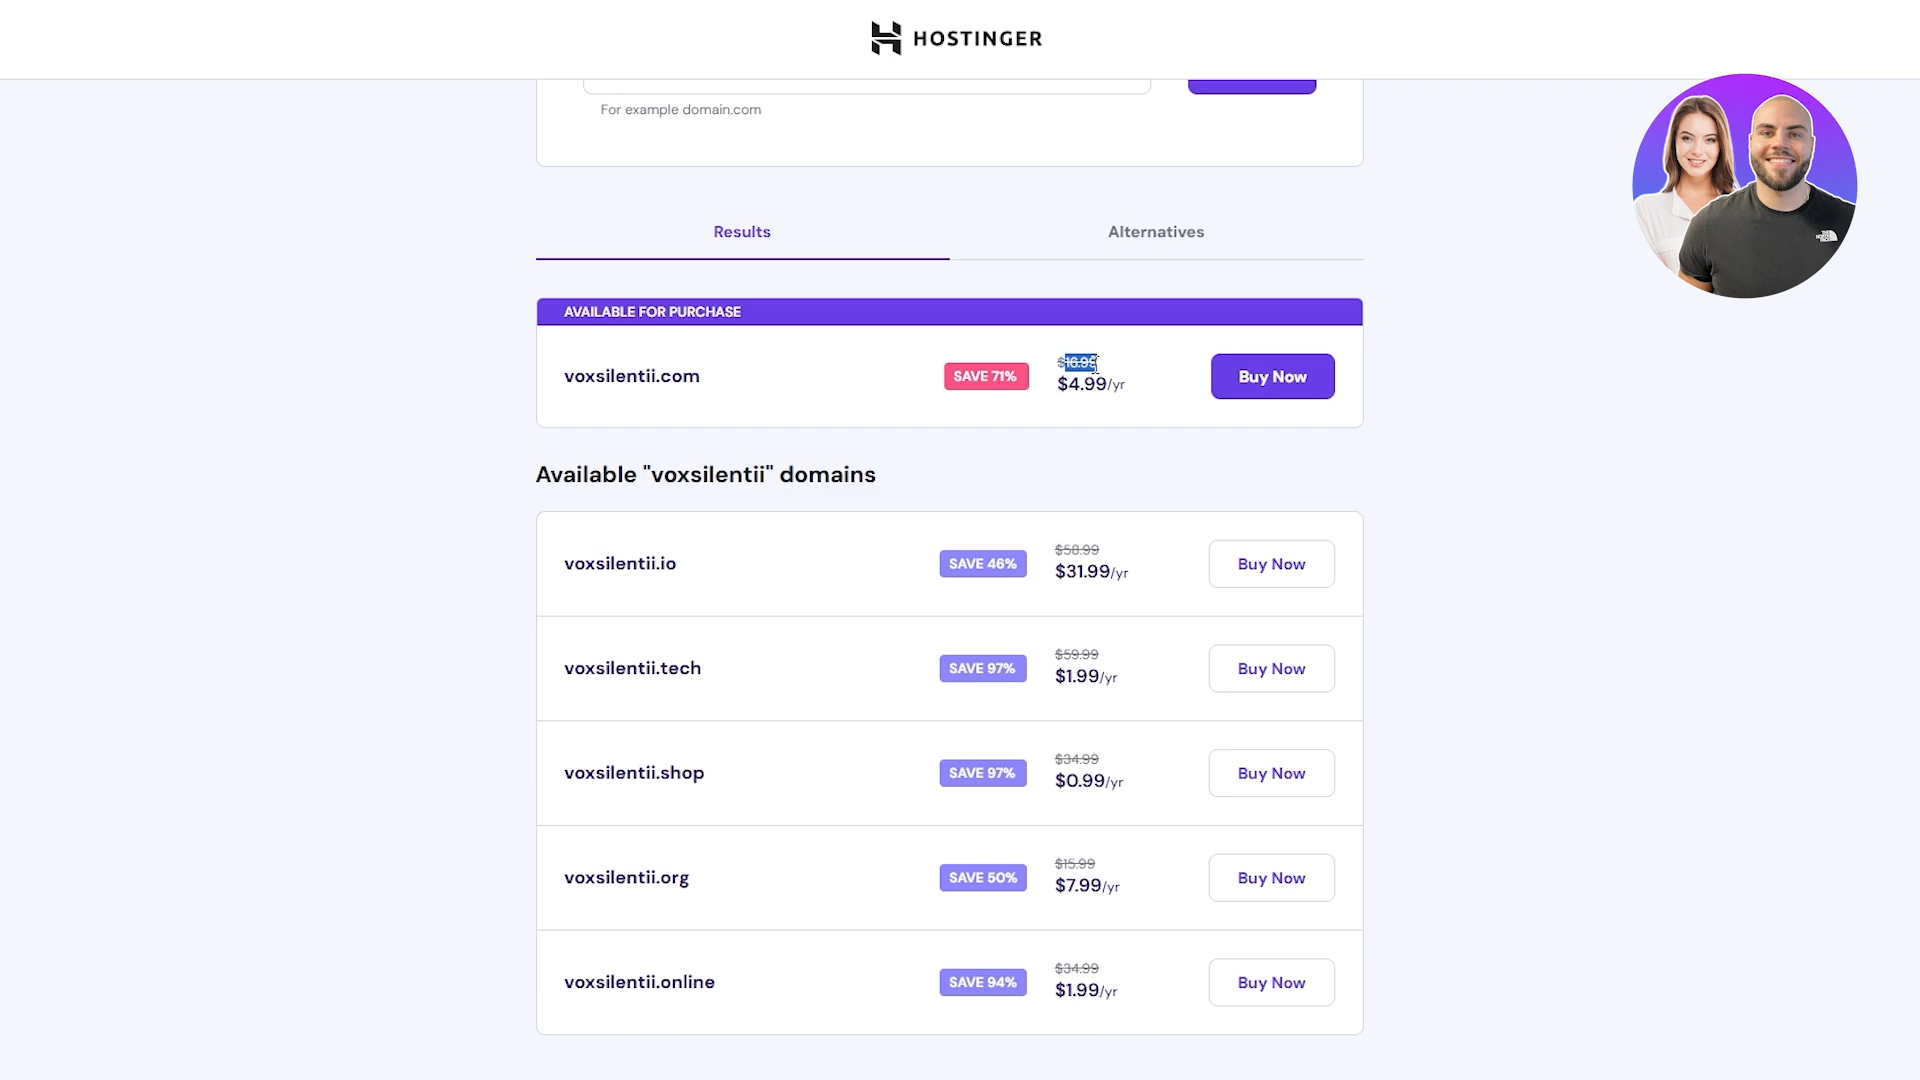 HOSTINGER
For example domain.com
Results
Alternatives
AVAILABLE FOR PURCHASE
voxsilentii.com
SAVE 71%
$16.99
$4.99/yr
Buy Now
Available "voxsilentii" domains
voxsilentii.io
SAVE 46%
$58.99
$31.99/yr
Buy Now
voxsilentii.tech
SAVE 97%
$59.99
$1.99/yr
Buy Now
voxsilentii.shop
SAVE 97%
$34.99
$0.99/yr
Buy Now
voxsilentii.org
SAVE 50%
$15.99
$7.99/yr
Buy Now
voxsilentii.online
SAVE 94%
$34.99
$1.99/yr
Buy Now